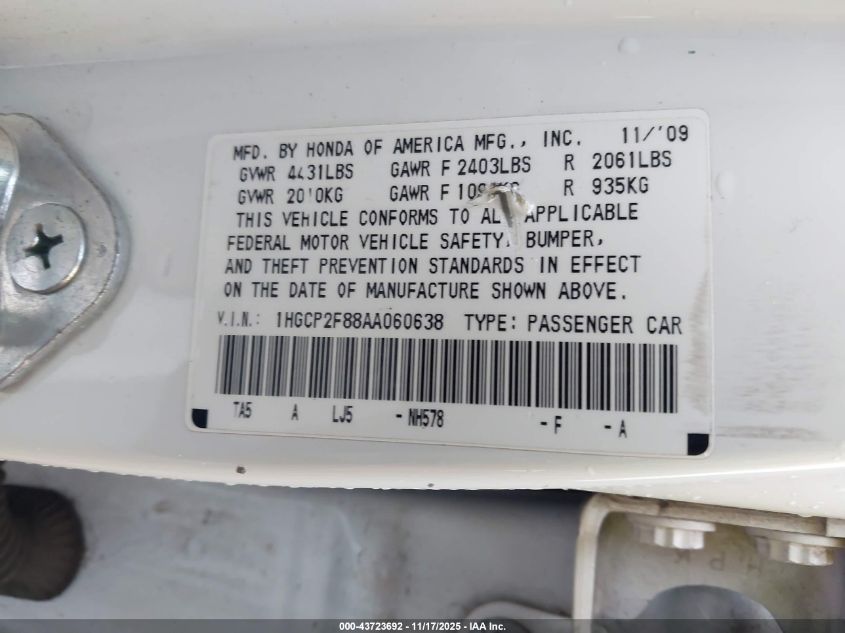 MFD. BY HONDA OF AMERICA MFG., INC. 11/'09
GVWR 4431LBS GAWR F 2403LBS R 2061LBS
GVWR 2010KG GAWR F R 935KG
THIS VEHICLE CONFORMS TO ALL APPLICABLE
FEDERAL MOTOR VEHICLE SAFETY, BUMPER,
AND THEFT PREVENTION STANDARDS IN EFFECT
ON THE DATE OF MANUFACTURE SHOWN ABOVE.
V.I.N.: 1HGCP2F88AA060638 TYPE: PASSENGER CAR
TA5 A LJ5 -NH578 -F -A
000-43723692 - 11/17/2025 - IAA Inc.